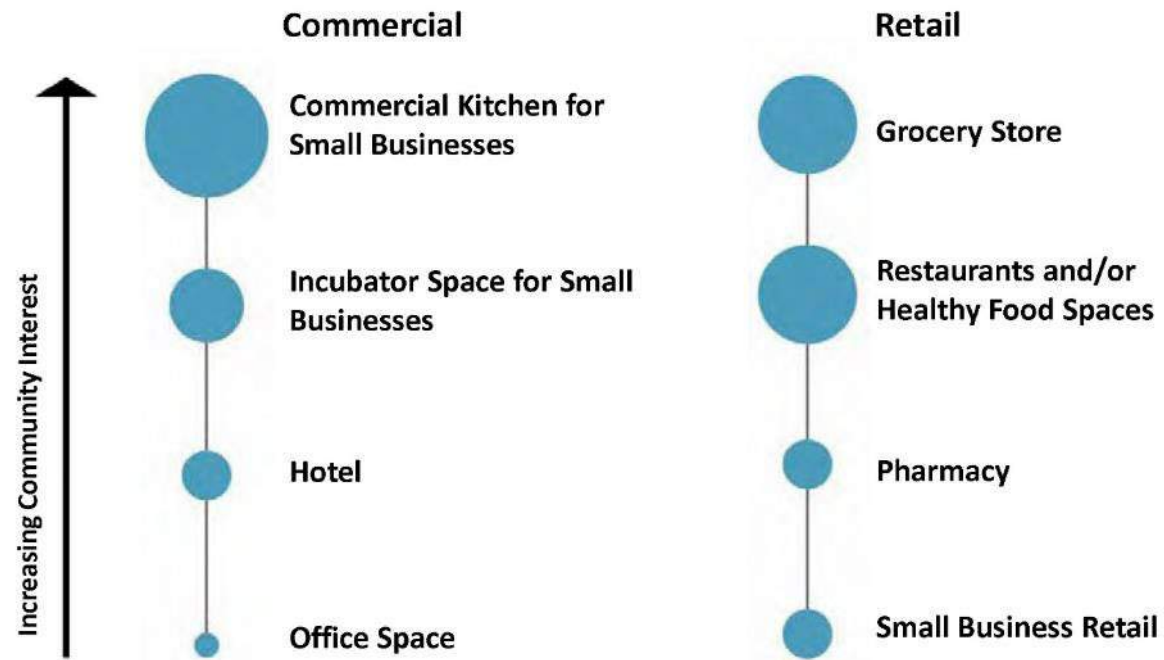 Commercial
Commercial Kitchen for
Small Businesses
Incubator Space for Small
Businesses
Hotel
Office Space
Retail
Grocery Store
Restaurants and/or
Healthy Food Spaces
Pharmacy
Small Business Retail
Increasing Community Interest